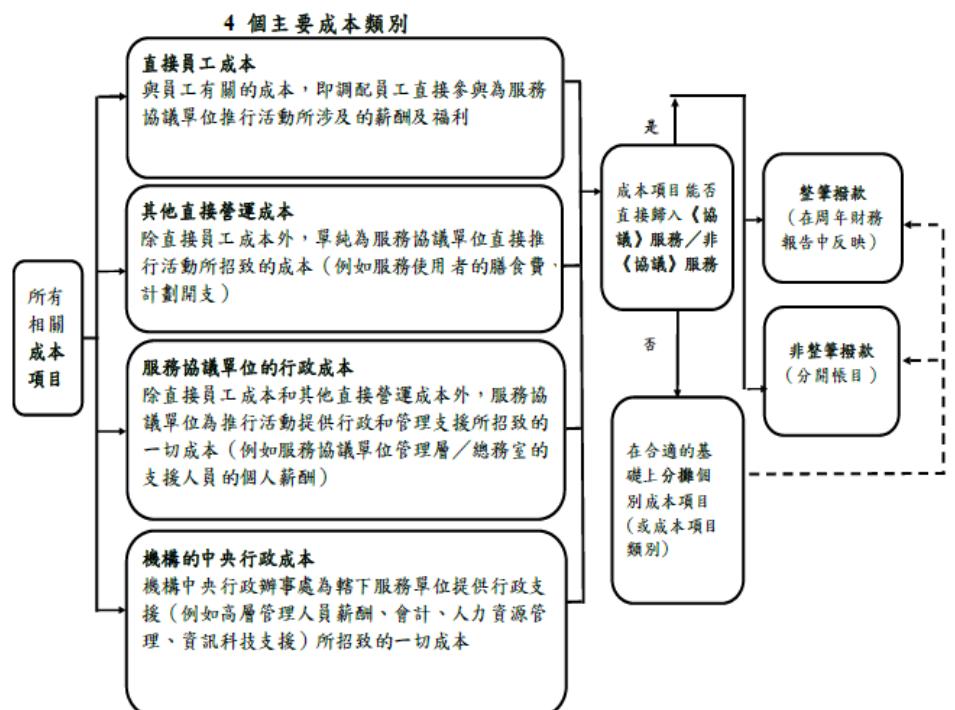 4 個主要成本類別
所有
相關
成本
項目
直接員工成本
與員工有關的成本,即調配員工直接參與為服務
協議單位推行活動所涉及的薪酬及福利
其他直接營運成本
除直接員工成本外,單純為服務協議單位直接推
行活動所招致的成本(例如服務使用者的膳食費、
計劃開支)
服務協議單位的行政成本
除直接員工成本和其他直接營運成本外,服務協
議單位為推行活動提供行政和管理支援所招致的
一切成本(例如服務協議單位管理層/總務室的
支援人員的個人薪酬)
機構的中央行政成本
機構中央行政辦事處為轄下服務單位提供行政支
援(例如高層管理人員薪酬、會計、人力資源管
理、資訊科技支援)所招致的一切成本
是
成本項目能否
直接歸入《協
議》服務/非
《協議》服務
否
在合適的基
礎上分攤個
別成本項目
(或成本項目
類別)
整筆撥款
(在周年財務
報告中反映)
非整筆撥款
(分開帳目)